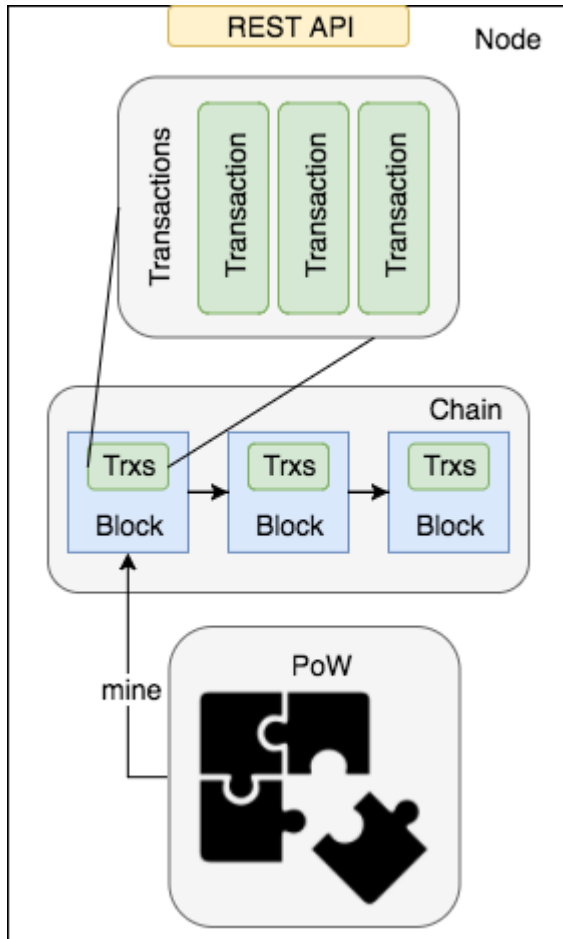 REST API
Node
Transactions
Transaction
Transaction
Transaction
Chain
Trxs
Block
Trxs
Block
Trxs
Block
mine
PoW